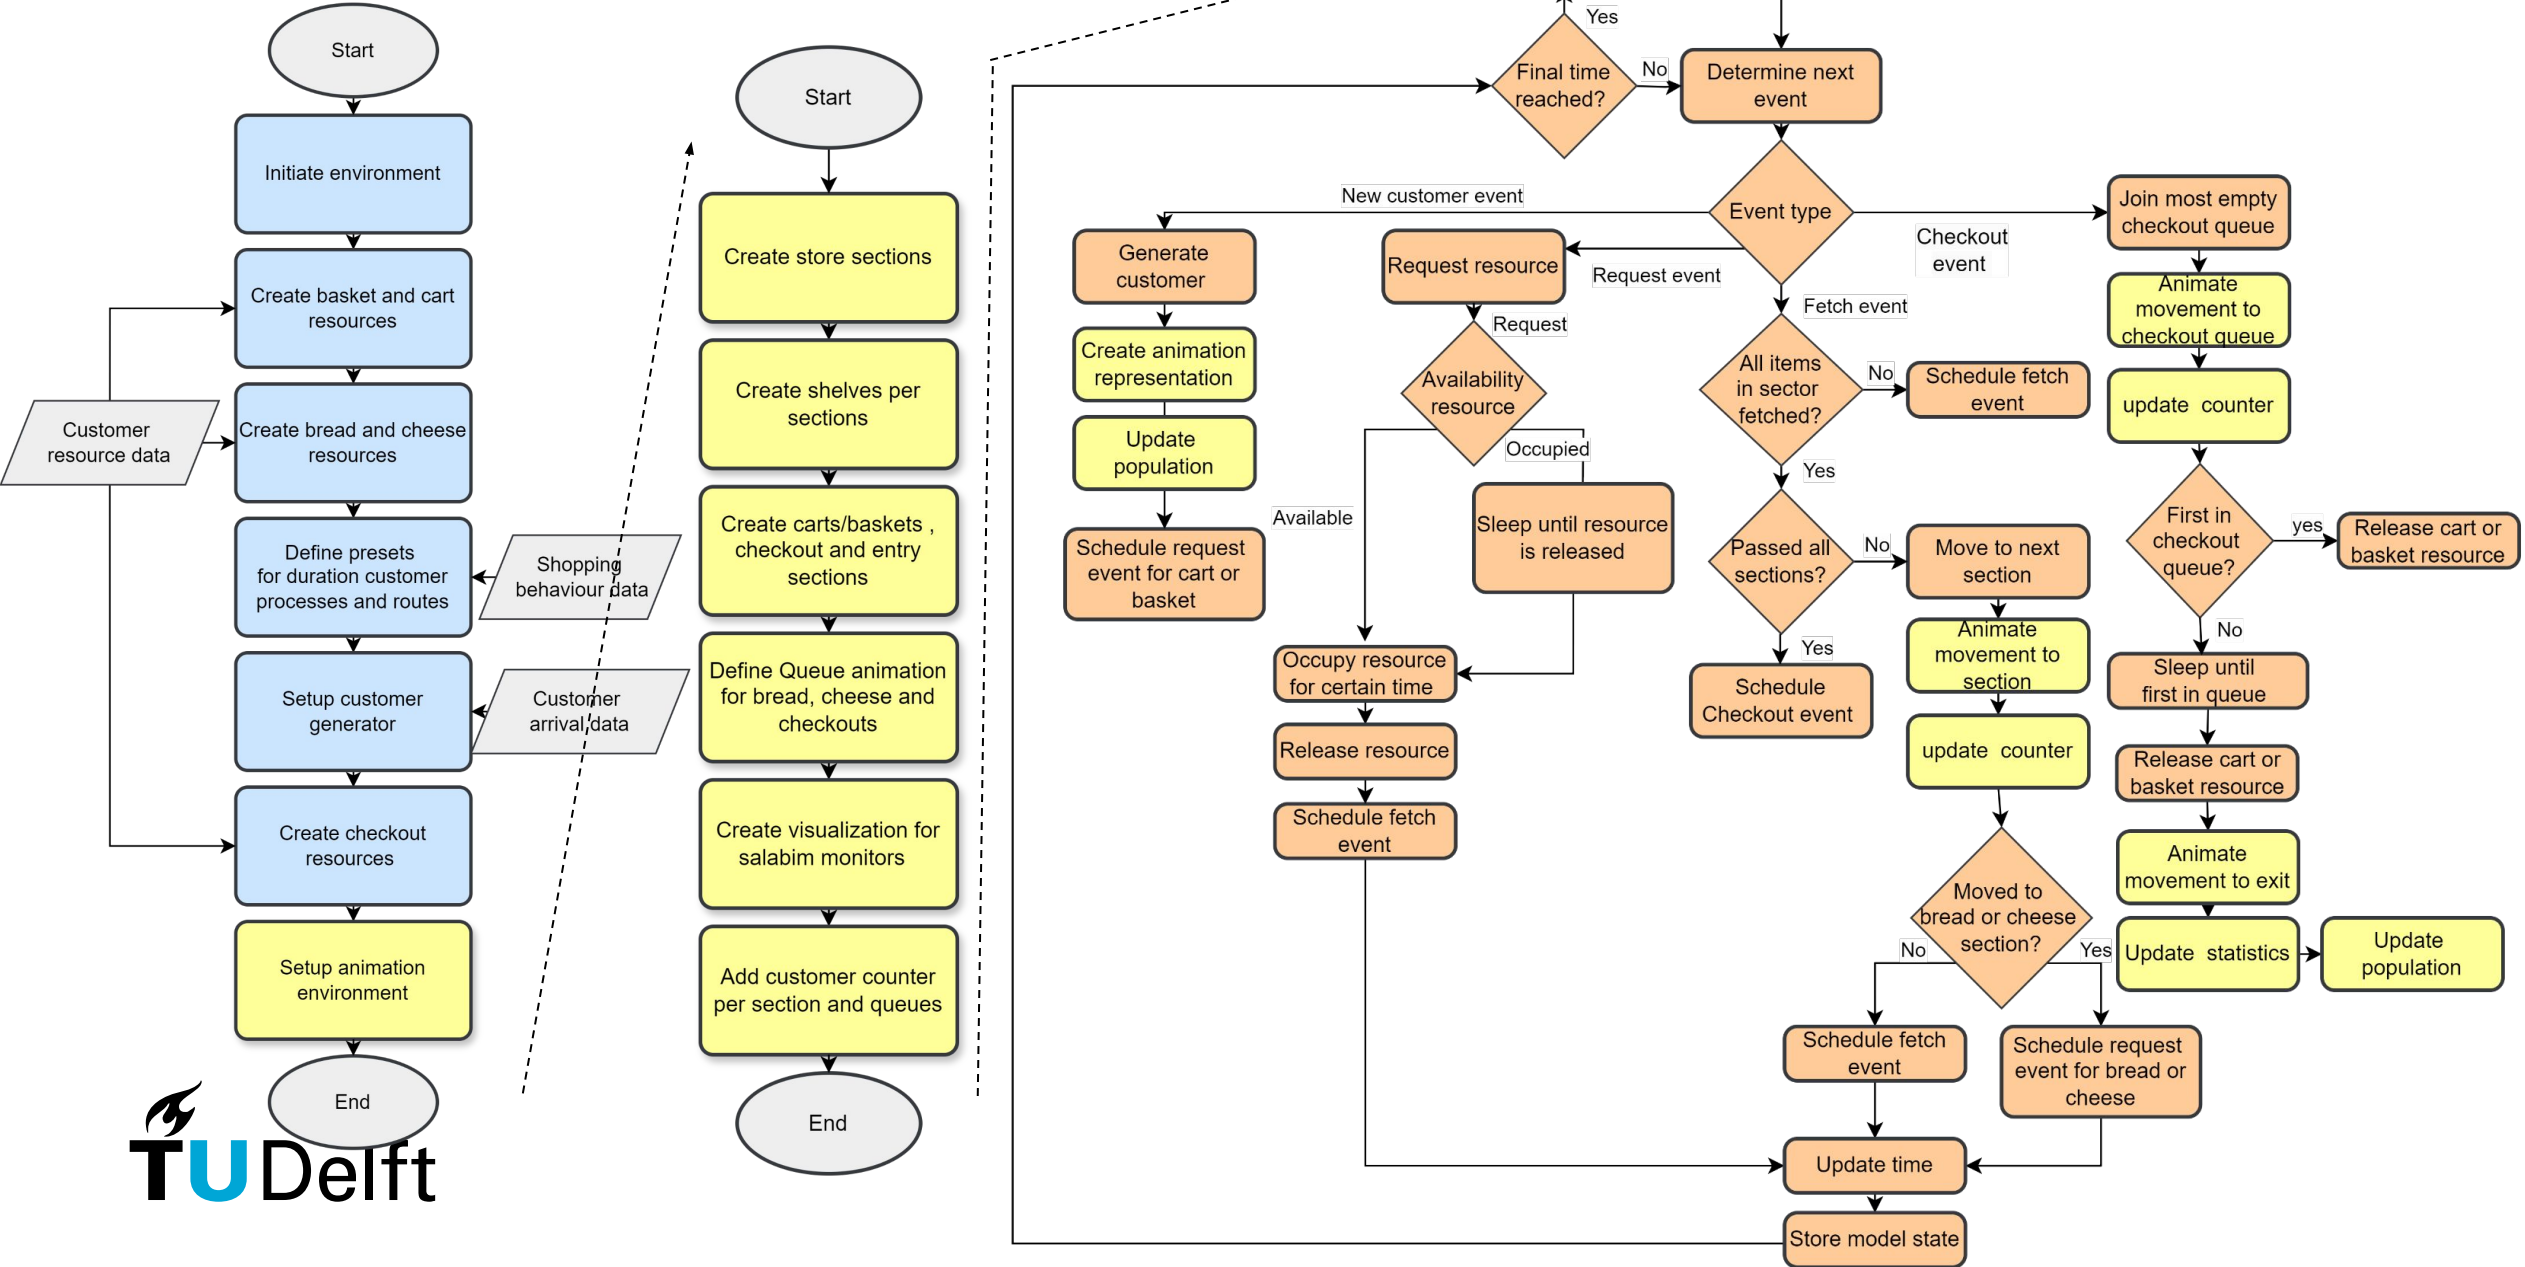 Start
Initiate environment
Create basket and cart
resources
Customer
resource data
Create bread and cheese
resources
Define presets
for duration customer
processes and routes
Shopping
behaviour data
Setup customer
generator
Customer
arrival data
Create checkout
resources
Setup animation
environment
End
TUDelft
Start
Create store sections
Create shelves per
sections
Create carts/baskets ,
checkout and entry
sections
Define Queue animation
for bread, cheese and
checkouts
Create visualization for
salabim monitors
Add customer counter
per section and queues
End
Yes
Final time
reached?
No
Determine next
event
Event type
New customer event
Generate
customer
Create animation
representation
Update
population
Schedule request
event for cart or
basket
Request event
Request resource
Request
Availability
resource
Occupied
Available
Sleep until resource
is released
Occupy resource
for certain time
Release resource
Schedule fetch
event
Fetch event
All items
in sector
fetched?
No
Schedule fetch
event
Yes
Passed all
sections?
No
Move to next
section
Yes
Schedule
Checkout event
Animate
movement to
section
update counter
Moved to
bread or cheese
section?
No
Yes
Schedule fetch
event
Schedule request
event for bread or
cheese
Update time
Store model state
Checkout
event
Join most empty
checkout queue
Animate
movement to
checkout queue
update counter
First in
checkout
queue?
yes
Release cart or
basket resource
No
Sleep until
first in queue
Release cart or
basket resource
Animate
movement to exit
Update statistics
Update
population